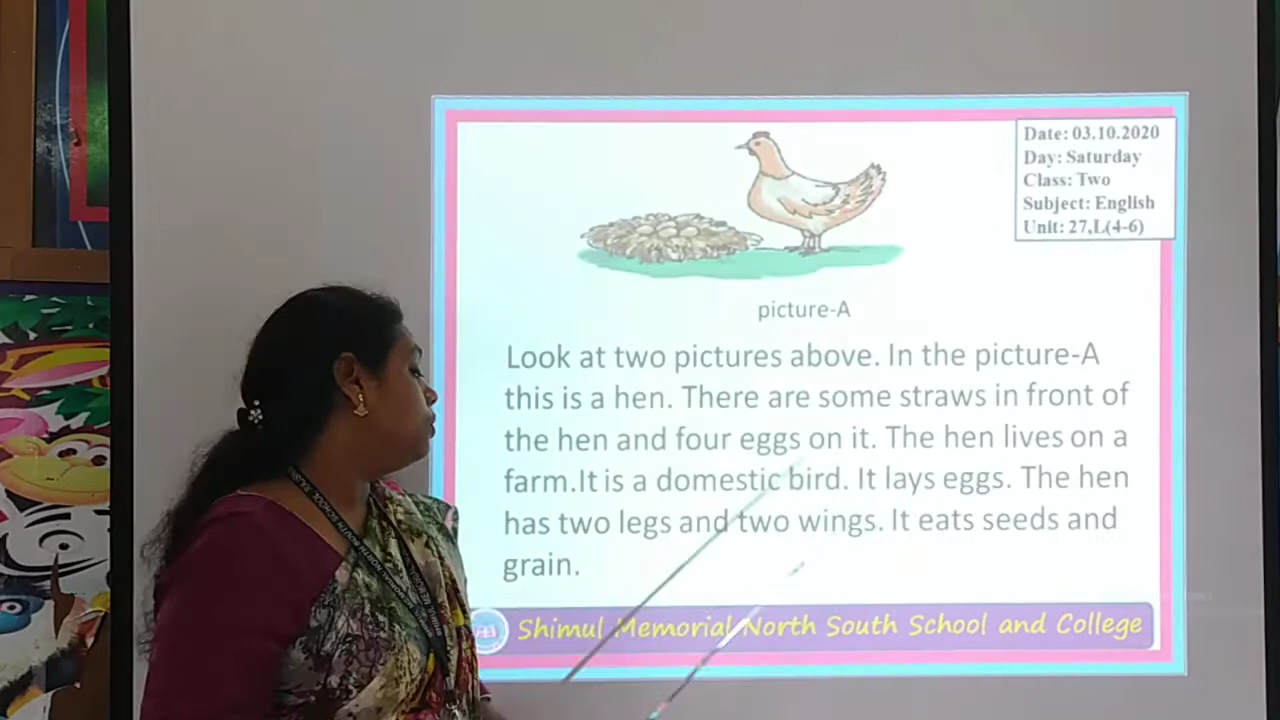 Date: 03.10.2020
Day: Saturday
Class: Two
Subject: English
Unit: 27,L(4-6)
picture-A
Look at two pictures above. In the picture-A
this is a hen. There are some straws in front of
the hen and four eggs on it. The hen lives on a
farm.It is a domestic bird. It lays eggs. The hen
has two legs and two wings. It eats seeds and
grain.
Shimul Memorial North South School and College